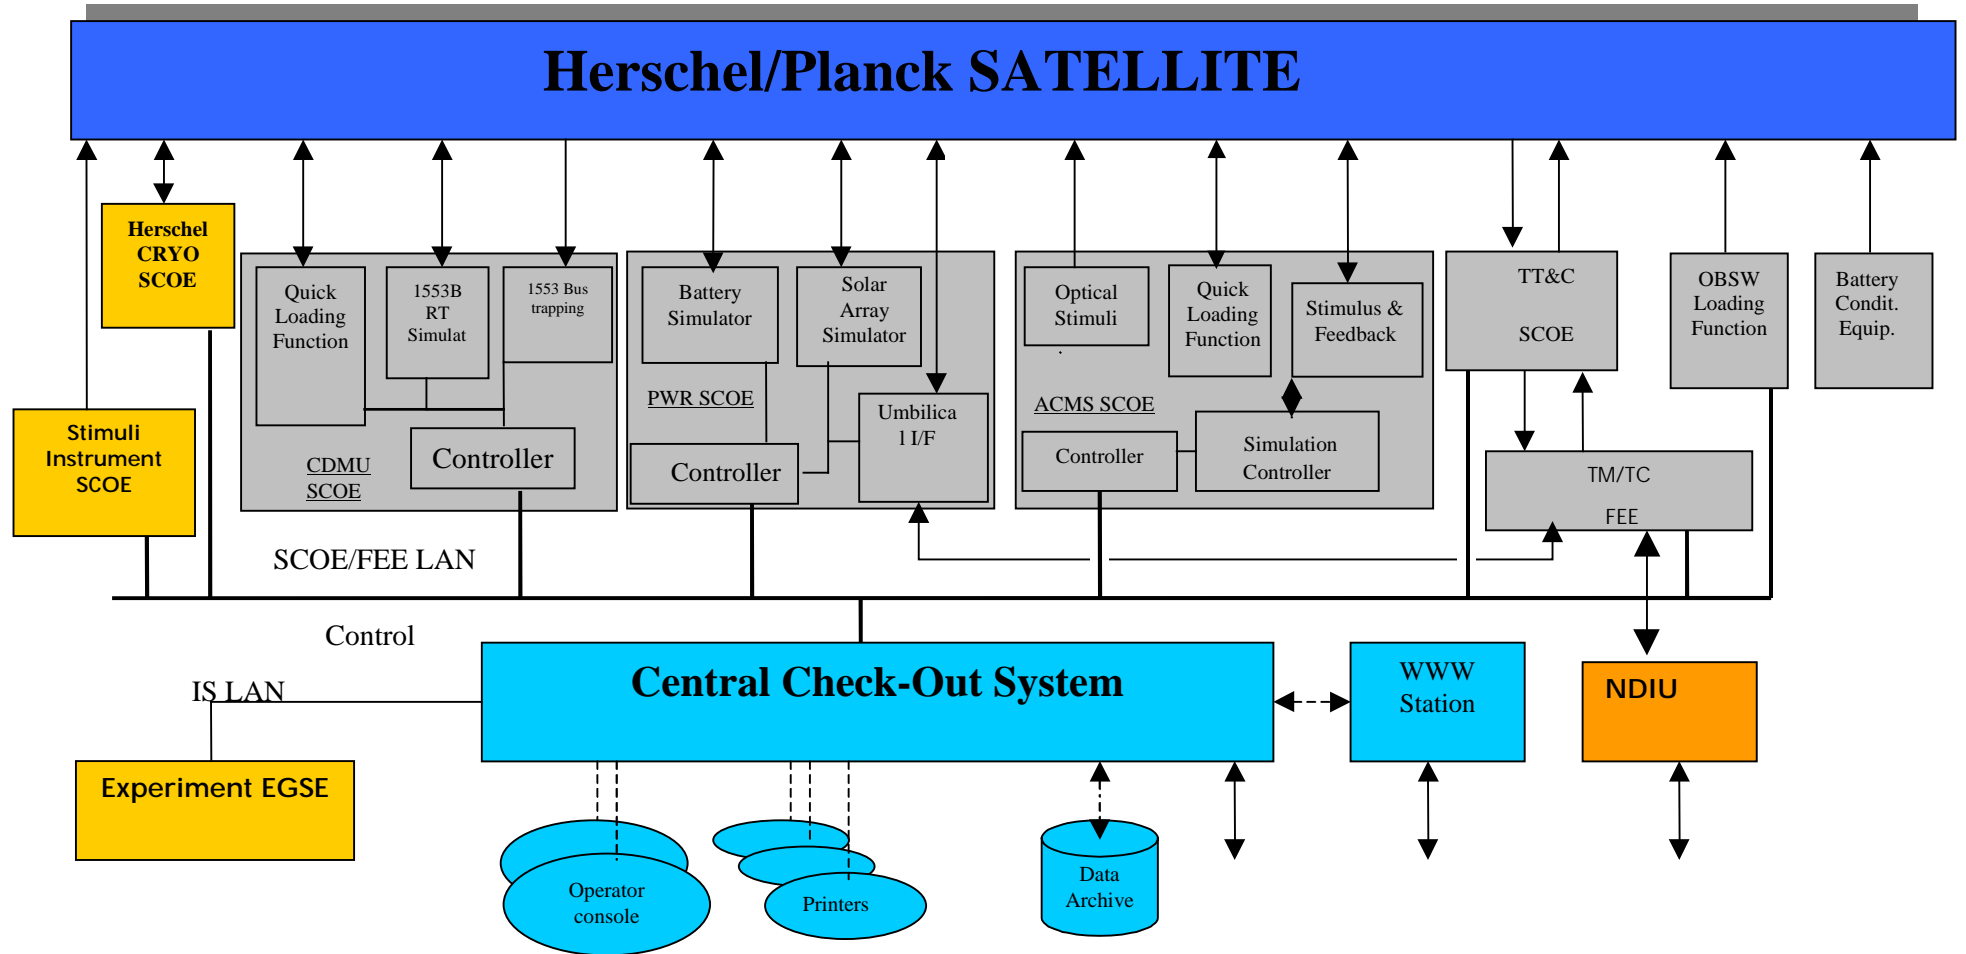 Herschel/Planck SATELLITE
Herschel
CRYO
SCOE
Stimuli
Instrument
SCOE
Quick
Loading
Function
1553B
RT
Simulat
1553 Bus
trapping
Controller
CDMU
SCOE
Battery
Simulator
Solar
Array
Simulator
PWR SCOE
Umbilica
l I/F
Controller
Optical
Stimuli
Quick
Loading
Function
Stimulus &
Feedback
ACMS SCOE
Controller
Simulation
Controller
TT&C
SCOE
OBSW
Loading
Function
Battery
Condit.
Equip.
TM/TC
FEE
SCOE/FEE LAN
Control
IS LAN
Central Check-Out System
WWW
Station
NDIU
Experiment EGSE
Operator
console
Printers
Data
Archive